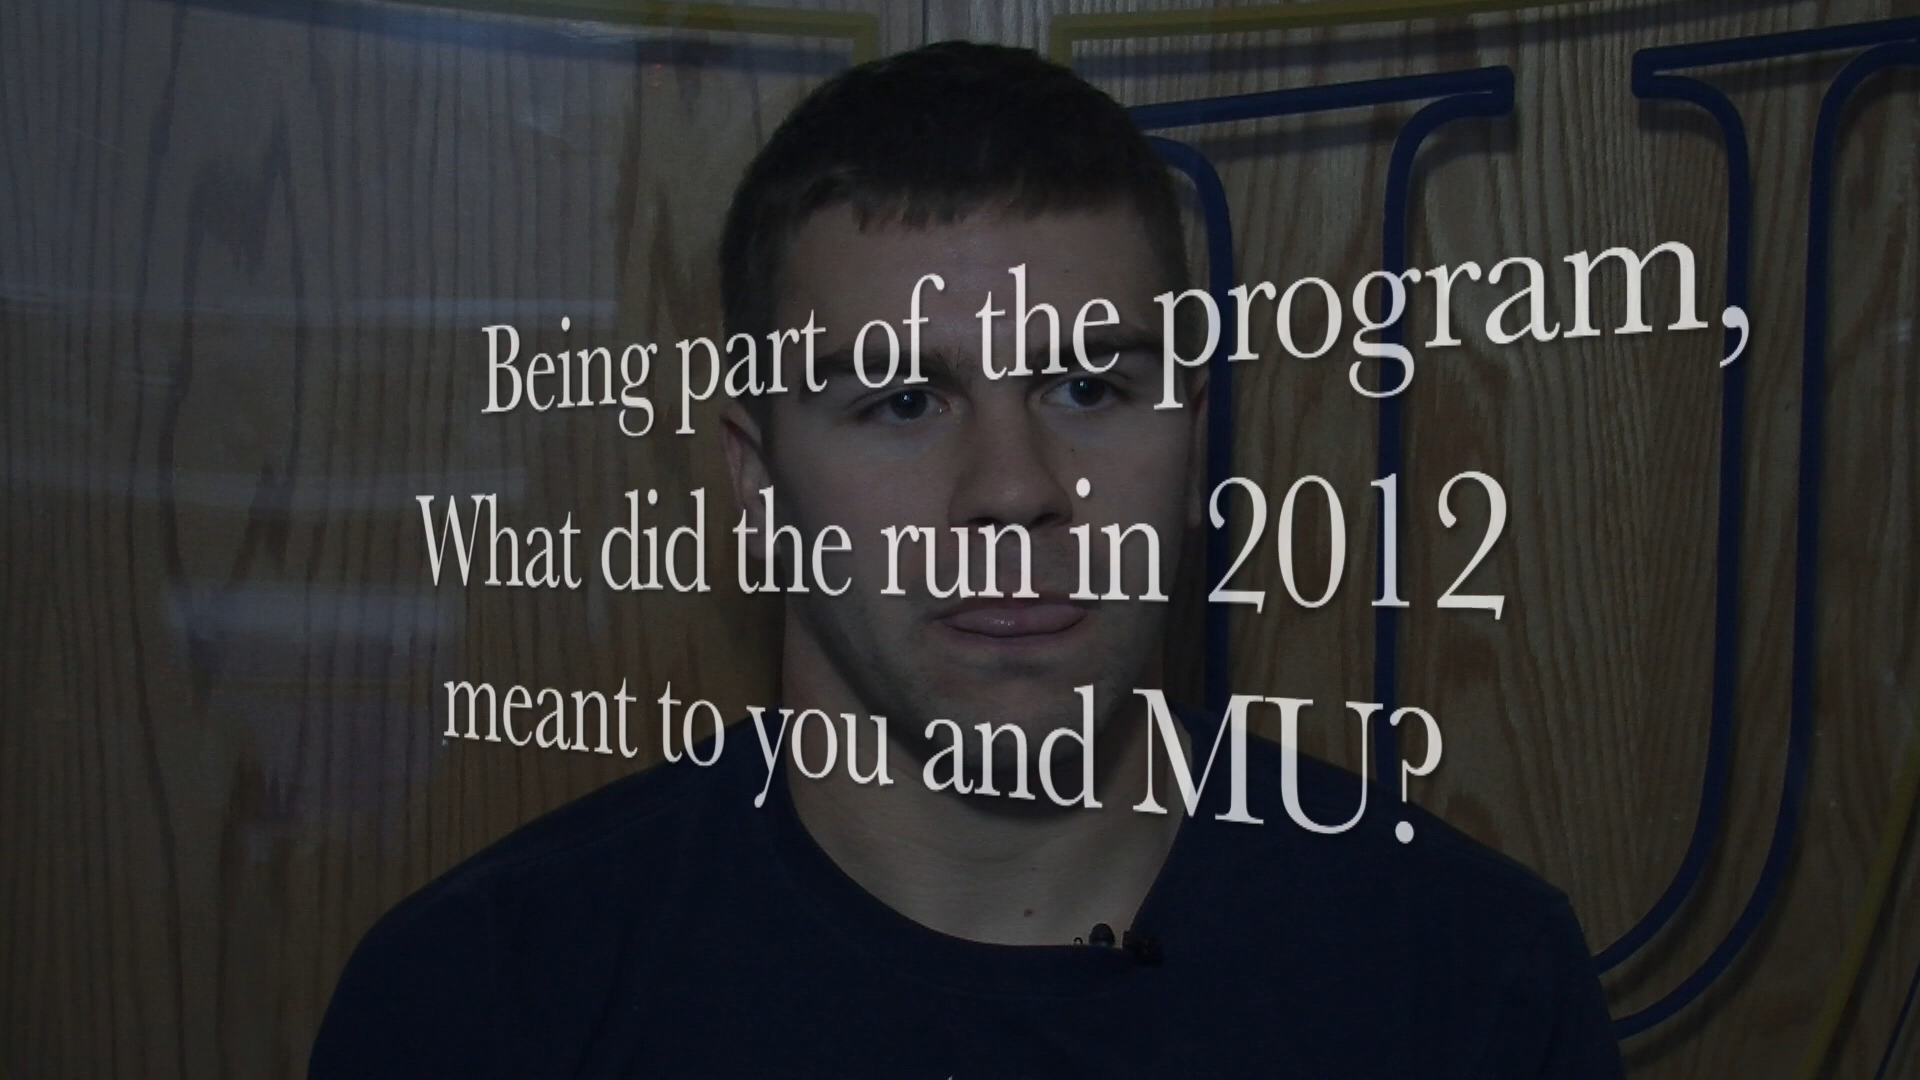 Being part of the program,
What did the run in 2012
meant to you and MU?